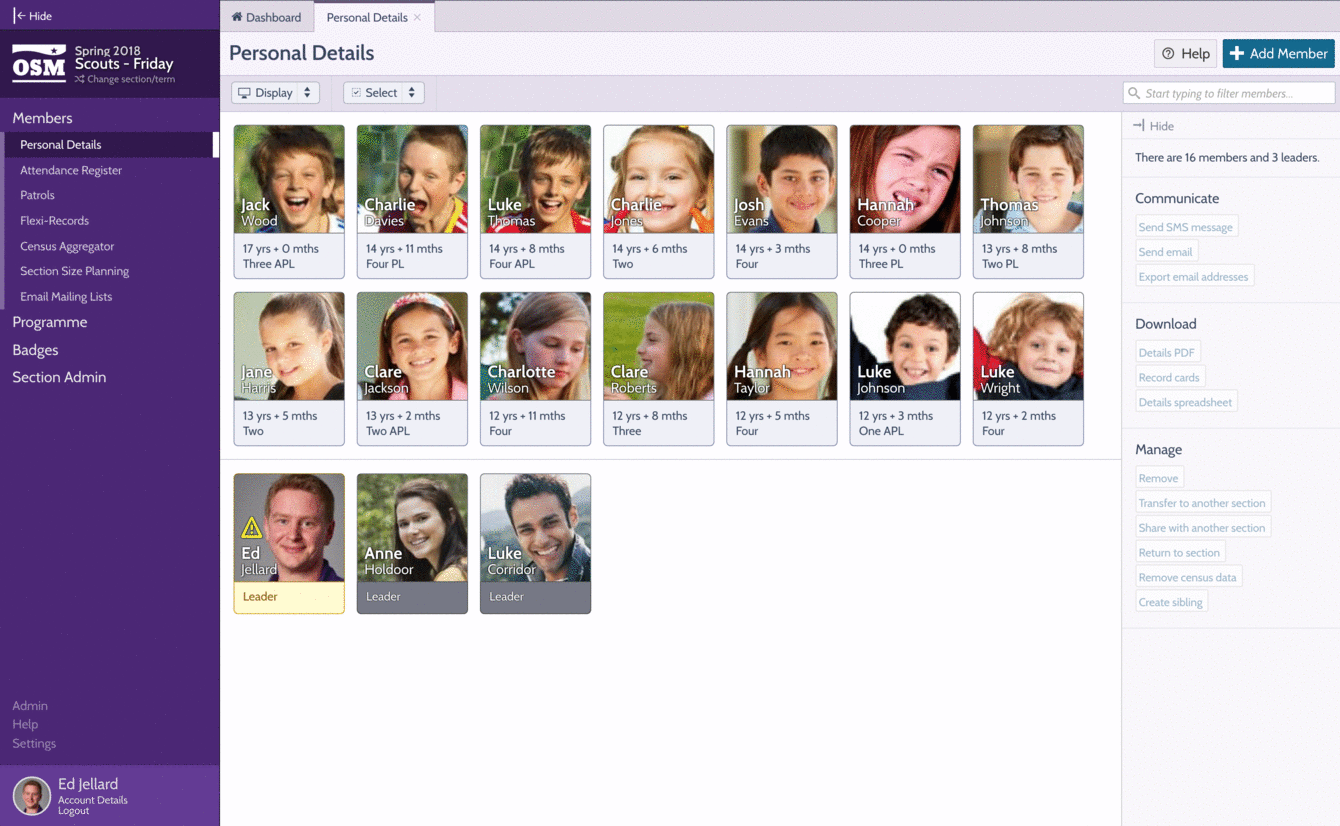 Hide
Dashboard
Personal Details
OSM
Spring 2018
Scouts - Friday
Change section/term
Members
Personal Details
Attendance Register
Patrols
Flexi-Records
Census Aggregator
Section Size Planning
Email Mailing Lists
Programme
Badges
Section Admin
Admin
Help
Settings
Ed Jellard
Account Details
Logout
Personal Details
Help
Add Member
Display
Select
Start typing to filter members...
Jack
Wood
17 yrs + 0 mths
Three APL
Charlie
Davies
14 yrs + 11 mths
Four PL
Luke
Thomas
14 yrs + 8 mths
Four APL
Charlie
Jones
14 yrs + 6 mths
Two
Josh
Evans
14 yrs + 3 mths
Four
Hannah
Cooper
14 yrs + 0 mths
Three PL
Thomas
Johnson
13 yrs + 8 mths
Two PL
Jane
Harris
13 yrs + 5 mths
Two
Clare
Jackson
13 yrs + 2 mths
Two APL
Charlotte
Wilson
12 yrs + 11 mths
Four
Clare
Roberts
12 yrs + 8 mths
Three
Hannah
Taylor
12 yrs + 5 mths
Four
Luke
Johnson
12 yrs + 3 mths
One APL
Luke
Wright
12 yrs + 2 mths
Four
Ed
Jellard
Leader
Anne
Holdoor
Leader
Luke
Corridor
Leader
Hide
There are 16 members and 3 leaders.
Communicate
Send SMS message
Send email
Export email addresses
Download
Details PDF
Record cards
Details spreadsheet
Manage
Remove
Transfer to another section
Share with another section
Return to section
Remove census data
Create sibling